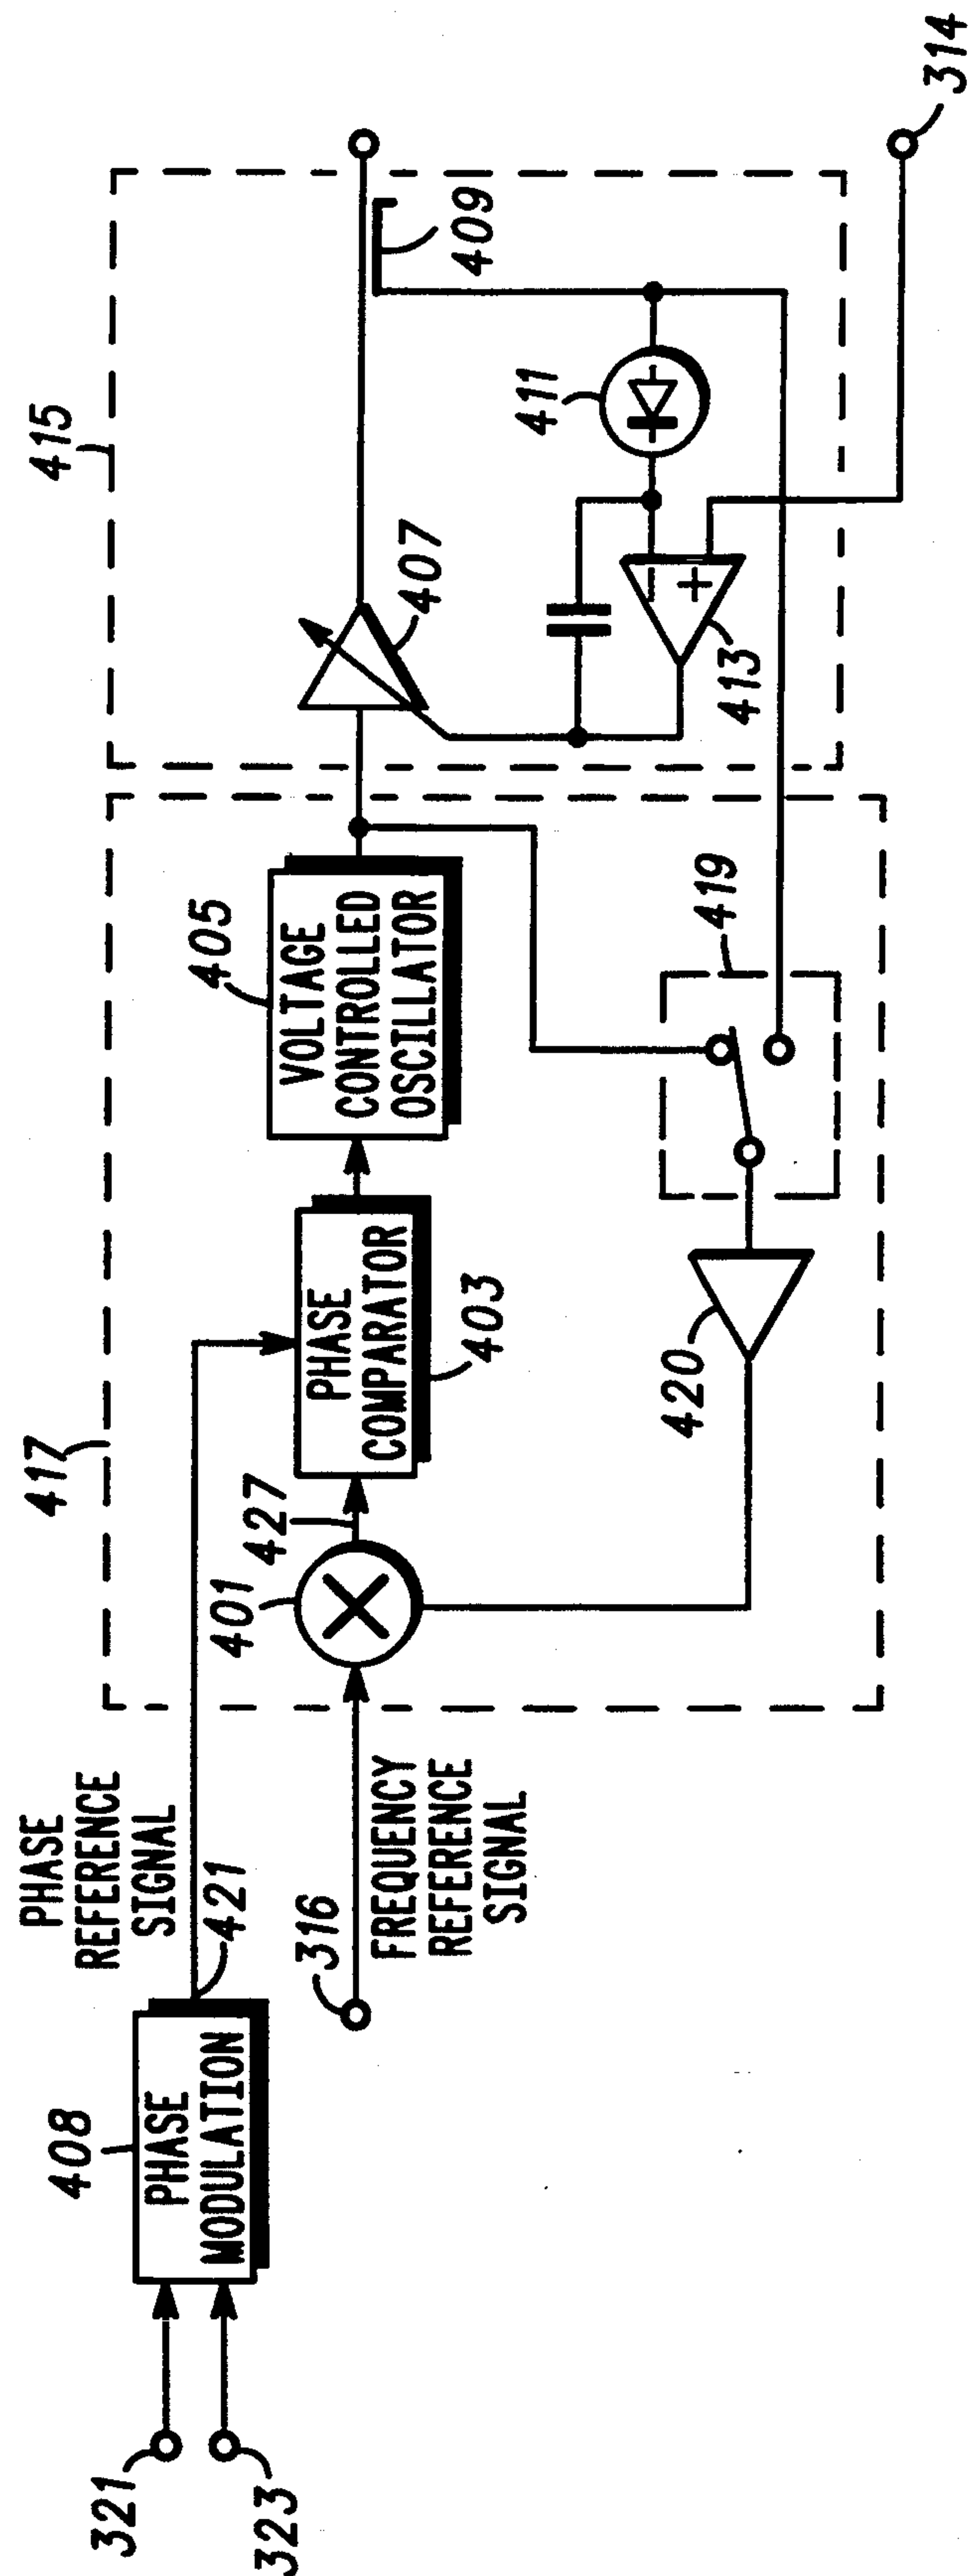 321
323
408
PHASE
MODULATION
PHASE
REFERENCE
SIGNAL
421
316
FREQUENCY
REFERENCE
SIGNAL
417
401
427
PHASE
COMPARATOR
403
405
VOLTAGE
CONTROLLED
OSCILLATOR
420
419
415
407
413
-
+
411
409
314